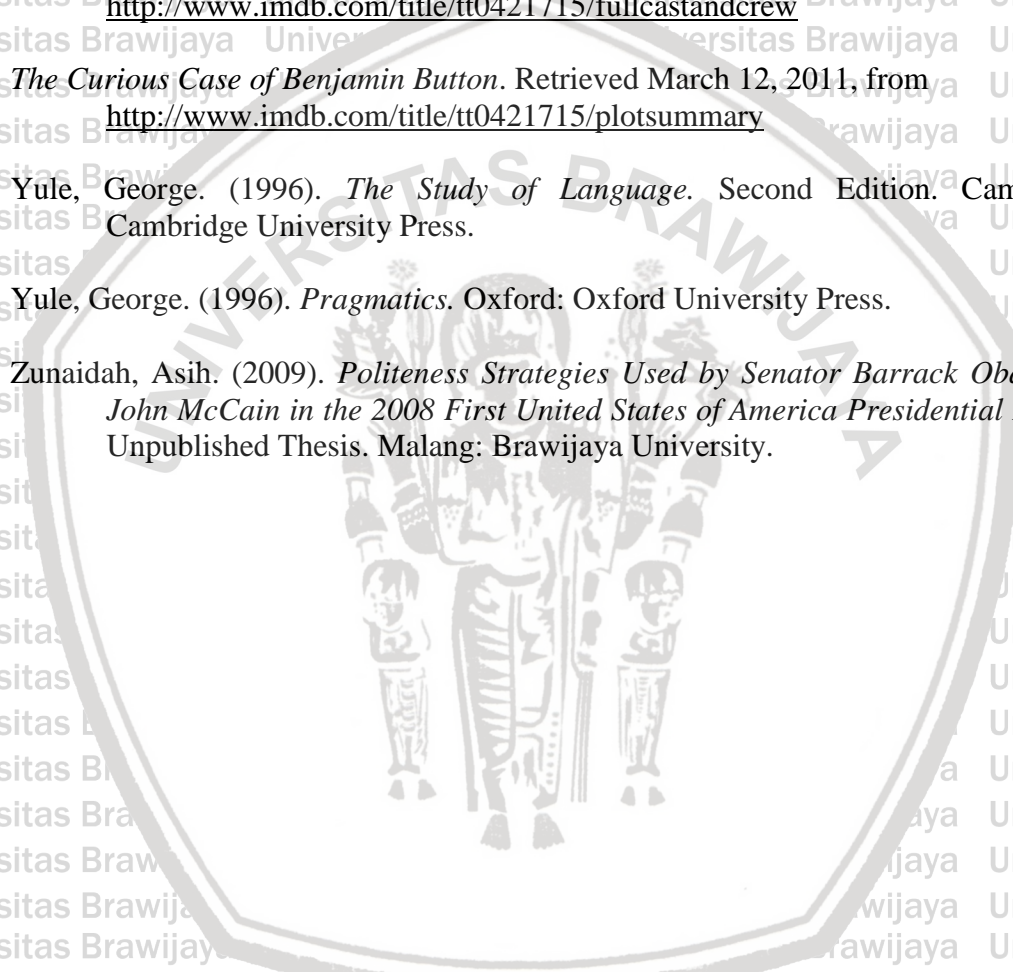 http://www.imdb.com/title/tt0421715/fullcastandcrew
The Curious Case of Benjamin Button. Retrieved March 12, 2011, from
http://www.imdb.com/title/tt0421715/plotsummary
Yule, George. (1996). The Study of Language. Second Edition. Cam
Cambridge University Press.
Yule, George. (1996). Pragmatics. Oxford: Oxford University Press.
Zunaidah, Asih. (2009). Politeness Strategies Used by Senator Barrack Oba
John McCain in the 2008 First United States of America Presidential
Unpublished Thesis. Malang: Brawijaya University.
UNIVERSITAS BRAWIJAYA